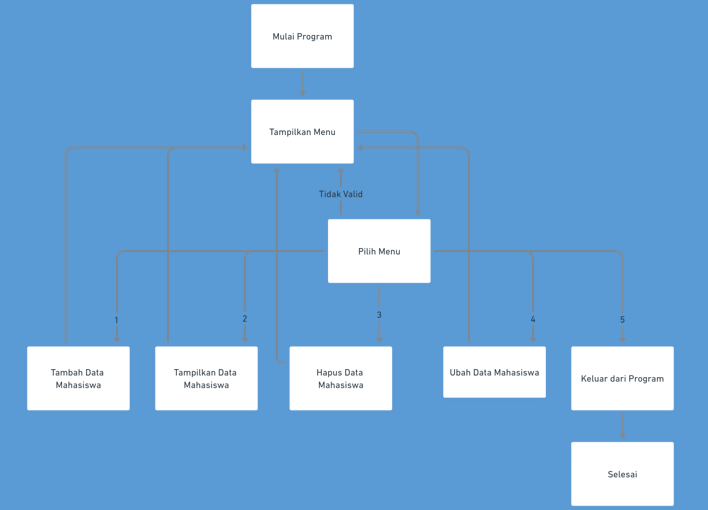 Mulai Program
Tampilkan Menu
Tidak Valid
Pilih Menu
1
2
3
4
5
Tambah Data
Mahasiswa
Tampilkan Data
Mahasiswa
Hapus Data
Mahasiswa
Ubah Data Mahasiswa
Keluar dari Program
Selesai